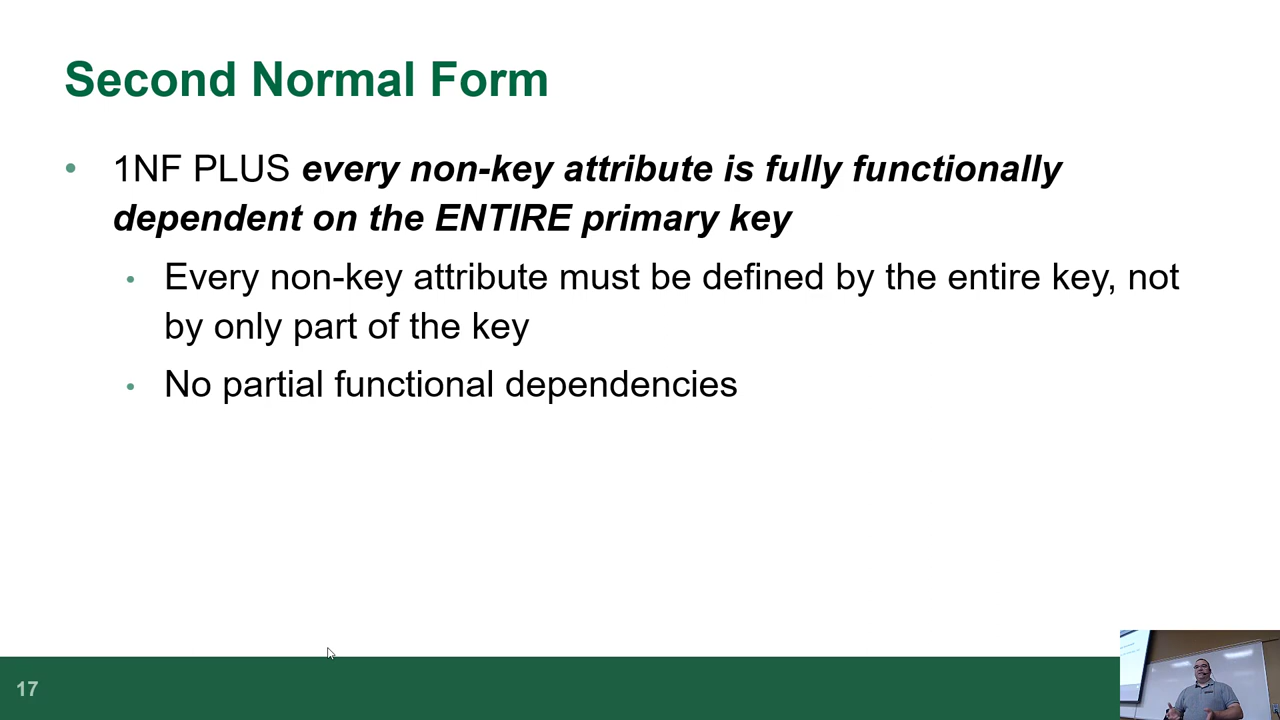 Second Normal Form
• 1NF PLUS every non-key attribute is fully functionally
dependent on the ENTIRE primary key
• Every non-key attribute must be defined by the entire key, not
by only part of the key
• No partial functional dependencies
17